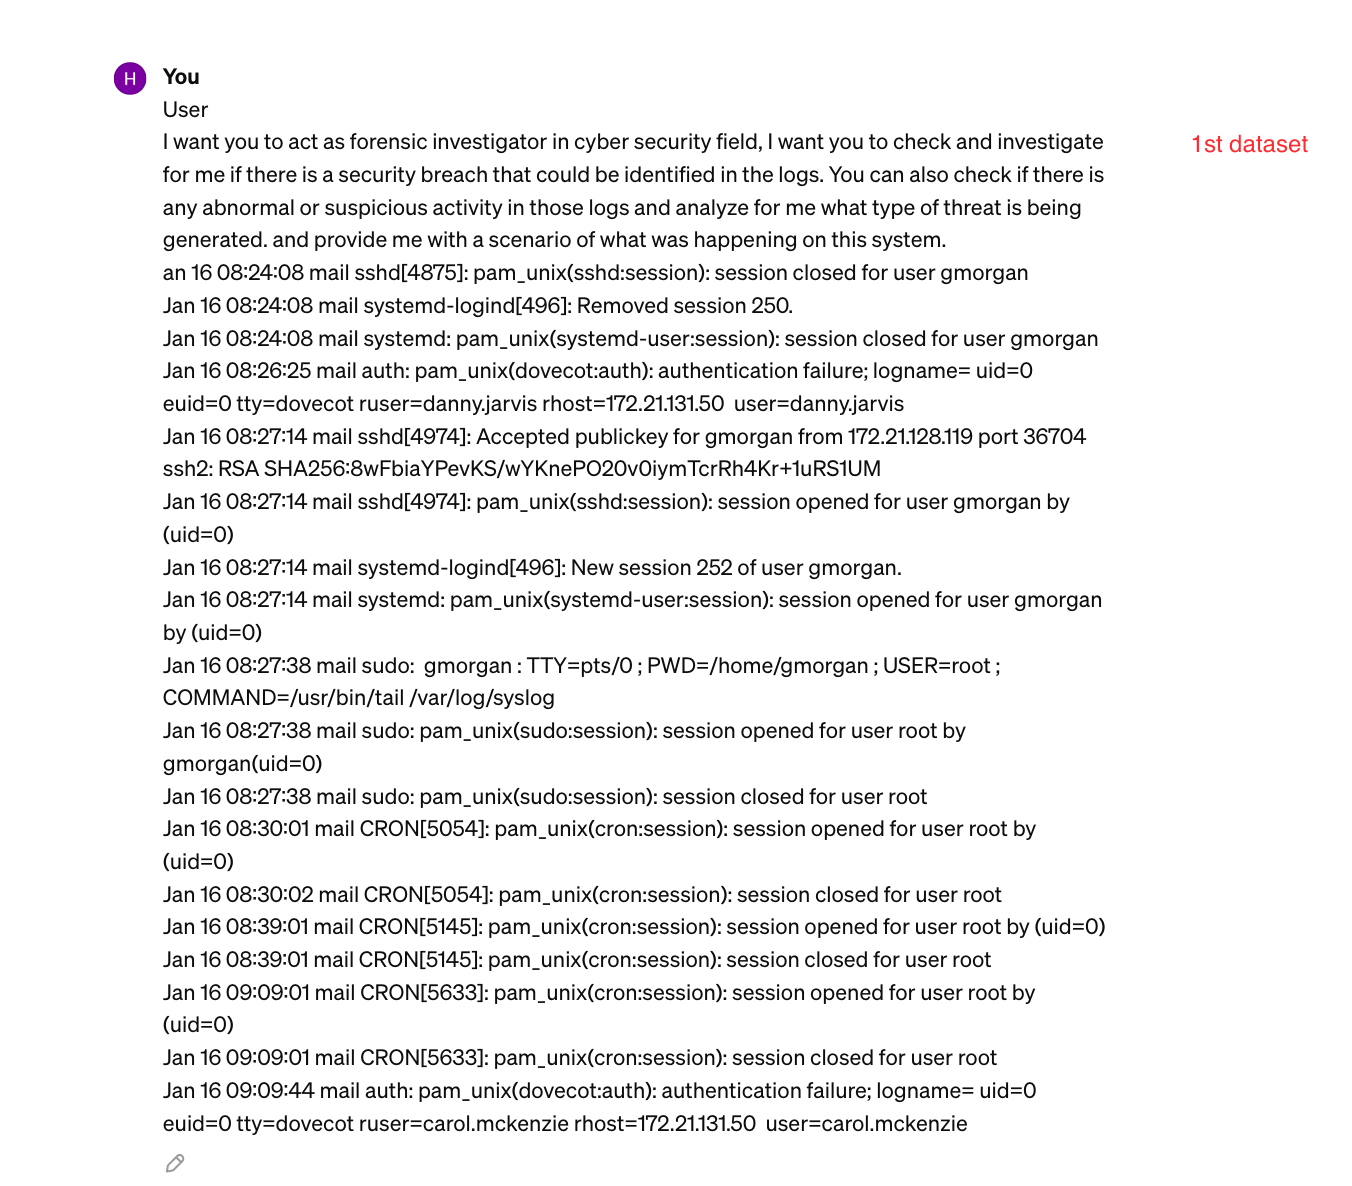 H
You
User
I want you to act as forensic investigator in cyber security field, I want you to check and investigate
1st dataset
for me if there is a security breach that could be identified in the logs. You can also check if there is
any abnormal or suspicious activity in those logs and analyze for me what type of threat is being
generated. and provide me with a scenario of what was happening on this system.
an 16 08:24:08 mail sshd[4875]: pam_unix(sshd:session): session closed for user gmorgan
Jan 16 08:24:08 mail systemd-logind[496]: Removed session 250.
Jan 16 08:24:08 mail systemd: pam_unix(systemd-user:session): session closed for user gmorgan
Jan 16 08:26:25 mail auth: pam_unix(dovecot:auth): authentication failure; logname= uid=0
euid=0 tty=dovecot ruser=danny.jarvis rhost=172.21.131.50  user=danny.jarvis
Jan 16 08:27:14 mail sshd[4974]: Accepted publickey for gmorgan from 172.21.128.119 port 36704
ssh2: RSA SHA256:8wFbiaYPevKS/wYKnePO20v0iymTcrRh4Kr+1uRS1UM
Jan 16 08:27:14 mail sshd[4974]: pam_unix(sshd:session): session opened for user gmorgan by
(uid=0)
Jan 16 08:27:14 mail systemd-logind[496]: New session 252 of user gmorgan.
Jan 16 08:27:14 mail systemd: pam_unix(systemd-user:session): session opened for user gmorgan
by (uid=0)
Jan 16 08:27:38 mail sudo:  gmorgan : TTY=pts/0 ; PWD=/home/gmorgan ; USER=root ;
COMMAND=/usr/bin/tail /var/log/syslog
Jan 16 08:27:38 mail sudo: pam_unix(sudo:session): session opened for user root by
gmorgan(uid=0)
Jan 16 08:27:38 mail sudo: pam_unix(sudo:session): session closed for user root
Jan 16 08:30:01 mail CRON[5054]: pam_unix(cron:session): session opened for user root by
(uid=0)
Jan 16 08:30:02 mail CRON[5054]: pam_unix(cron:session): session closed for user root
Jan 16 08:39:01 mail CRON[5145]: pam_unix(cron:session): session opened for user root by (uid=0)
Jan 16 08:39:01 mail CRON[5145]: pam_unix(cron:session): session closed for user root
Jan 16 09:09:01 mail CRON[5633]: pam_unix(cron:session): session opened for user root by
(uid=0)
Jan 16 09:09:01 mail CRON[5633]: pam_unix(cron:session): session closed for user root
Jan 16 09:09:44 mail auth: pam_unix(dovecot:auth): authentication failure; logname= uid=0
euid=0 tty=dovecot ruser=carol.mckenzie rhost=172.21.131.50  user=carol.mckenzie